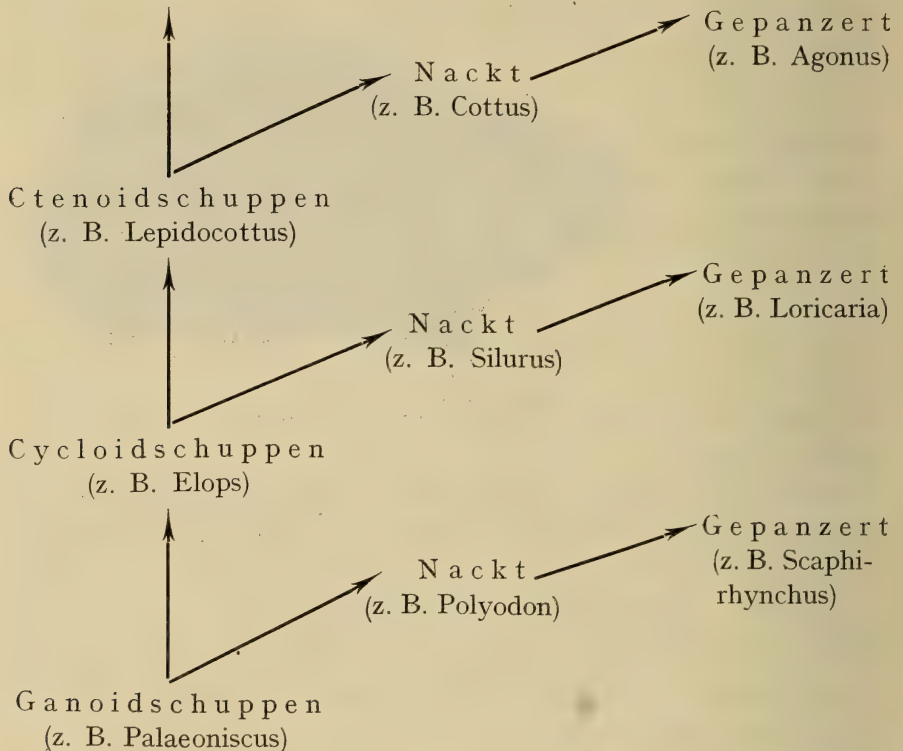 Gepanzert
(z. B. Agonus)
Nackt
(z. B. Cottus)
Ctenoidschuppen
(z. B. Lepidocottus)
Gepanzert
(z. B. Loricaria)
Nackt
(z. B. Silurus)
Cycloidschuppen
(z. B. Elops)
Gepanzert
(z. B. Scaphi-
rhynchus)
Nackt
(z. B. Polyodon)
Ganoidschuppen
(z. B. Palaeoniscus)